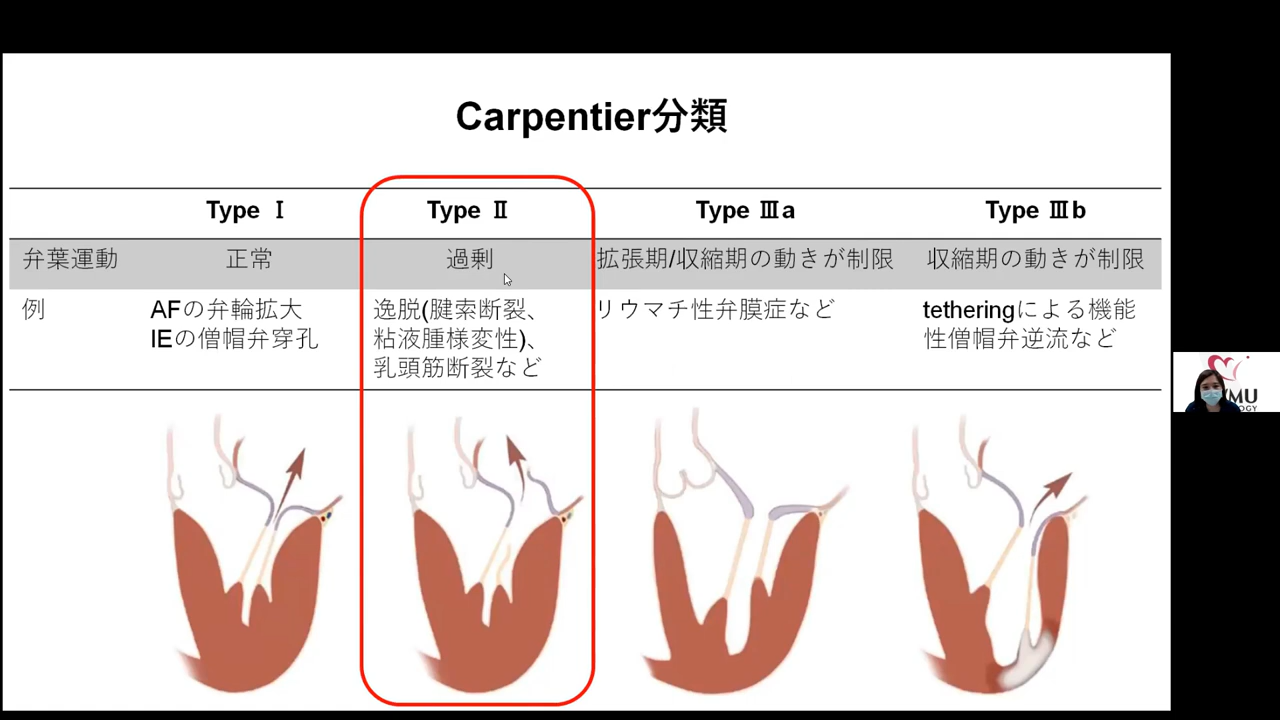 Carpentier分類
Type Ⅰ Type Ⅱ Type Ⅲa Type Ⅲb
弁葉運動 正常 過剰 拡張期/収縮期の動きが制限 収縮期の動きが制限
例 AFの弁輪拡大 逸脱(腱索断裂、 リウマチ性弁膜症など tetheringによる機能
IEの僧帽弁穿孔 粘液腫様変性)、 性僧帽弁逆流など
乳頭筋断裂など